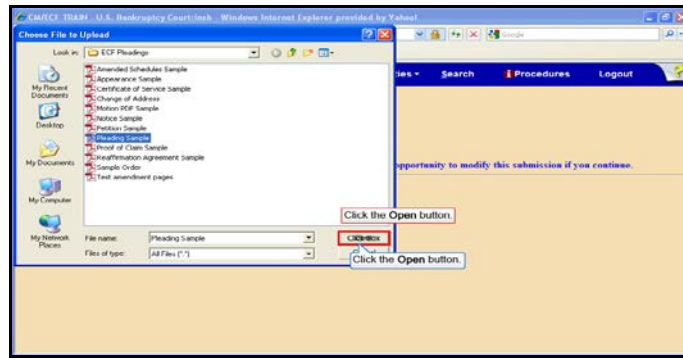 CM/ECF TRAIN - U.S. Bankruptcy Court:insb - Windows Internet Explorer provided by Yahoo!
Choose File to Upload
Look in: ECF Pleadings
Google
My Recent Documents
Desktop
My Documents
My Computer
My Network Places
Amended Schedules Sample
Appearance Sample
Certificate of Service Sample
Change of Address
Motion PDF Sample
Notice Sample
Petition Sample
Pleading Sample
Proof of Claim Sample
Reaffirmation Agreement Sample
Sample Order
Test amendment pages
Search Procedures Logout
opportunity to modify this submission if you continue.
Click the Open button.
File name: Pleading Sample
Files of type: All Files (*.*)
Click the Open button.